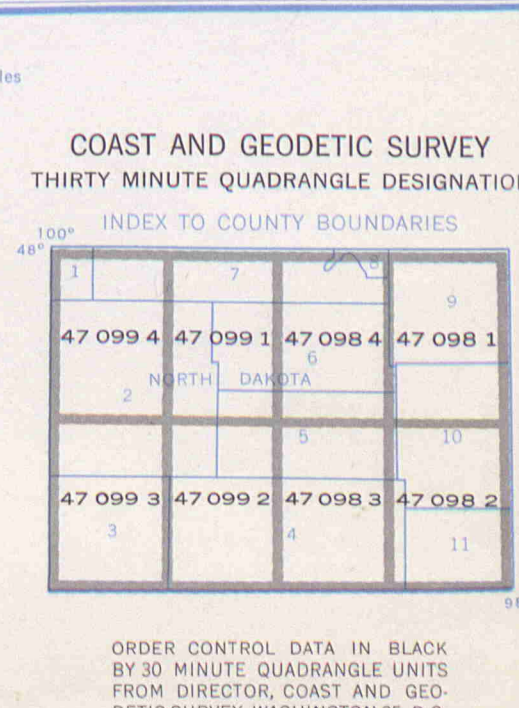 les
COAST AND GEODETIC SURVEY
THIRTY MINUTE QUADRANGLE DESIGNATIO
INDEX TO COUNTY BOUNDARIES
100°
48°
1
7
8
9
47 099 4
47 099 1
47 098 4
47 098 1
6
NORTH DAKOTA
2
5
10
47 099 3
47 099 2
47 098 3
47 098 2
3
4
11
98
ORDER CONTROL DATA IN BLACK
BY 30 MINUTE QUADRANGLE UNITS
FROM DIRECTOR, COAST AND GEO-